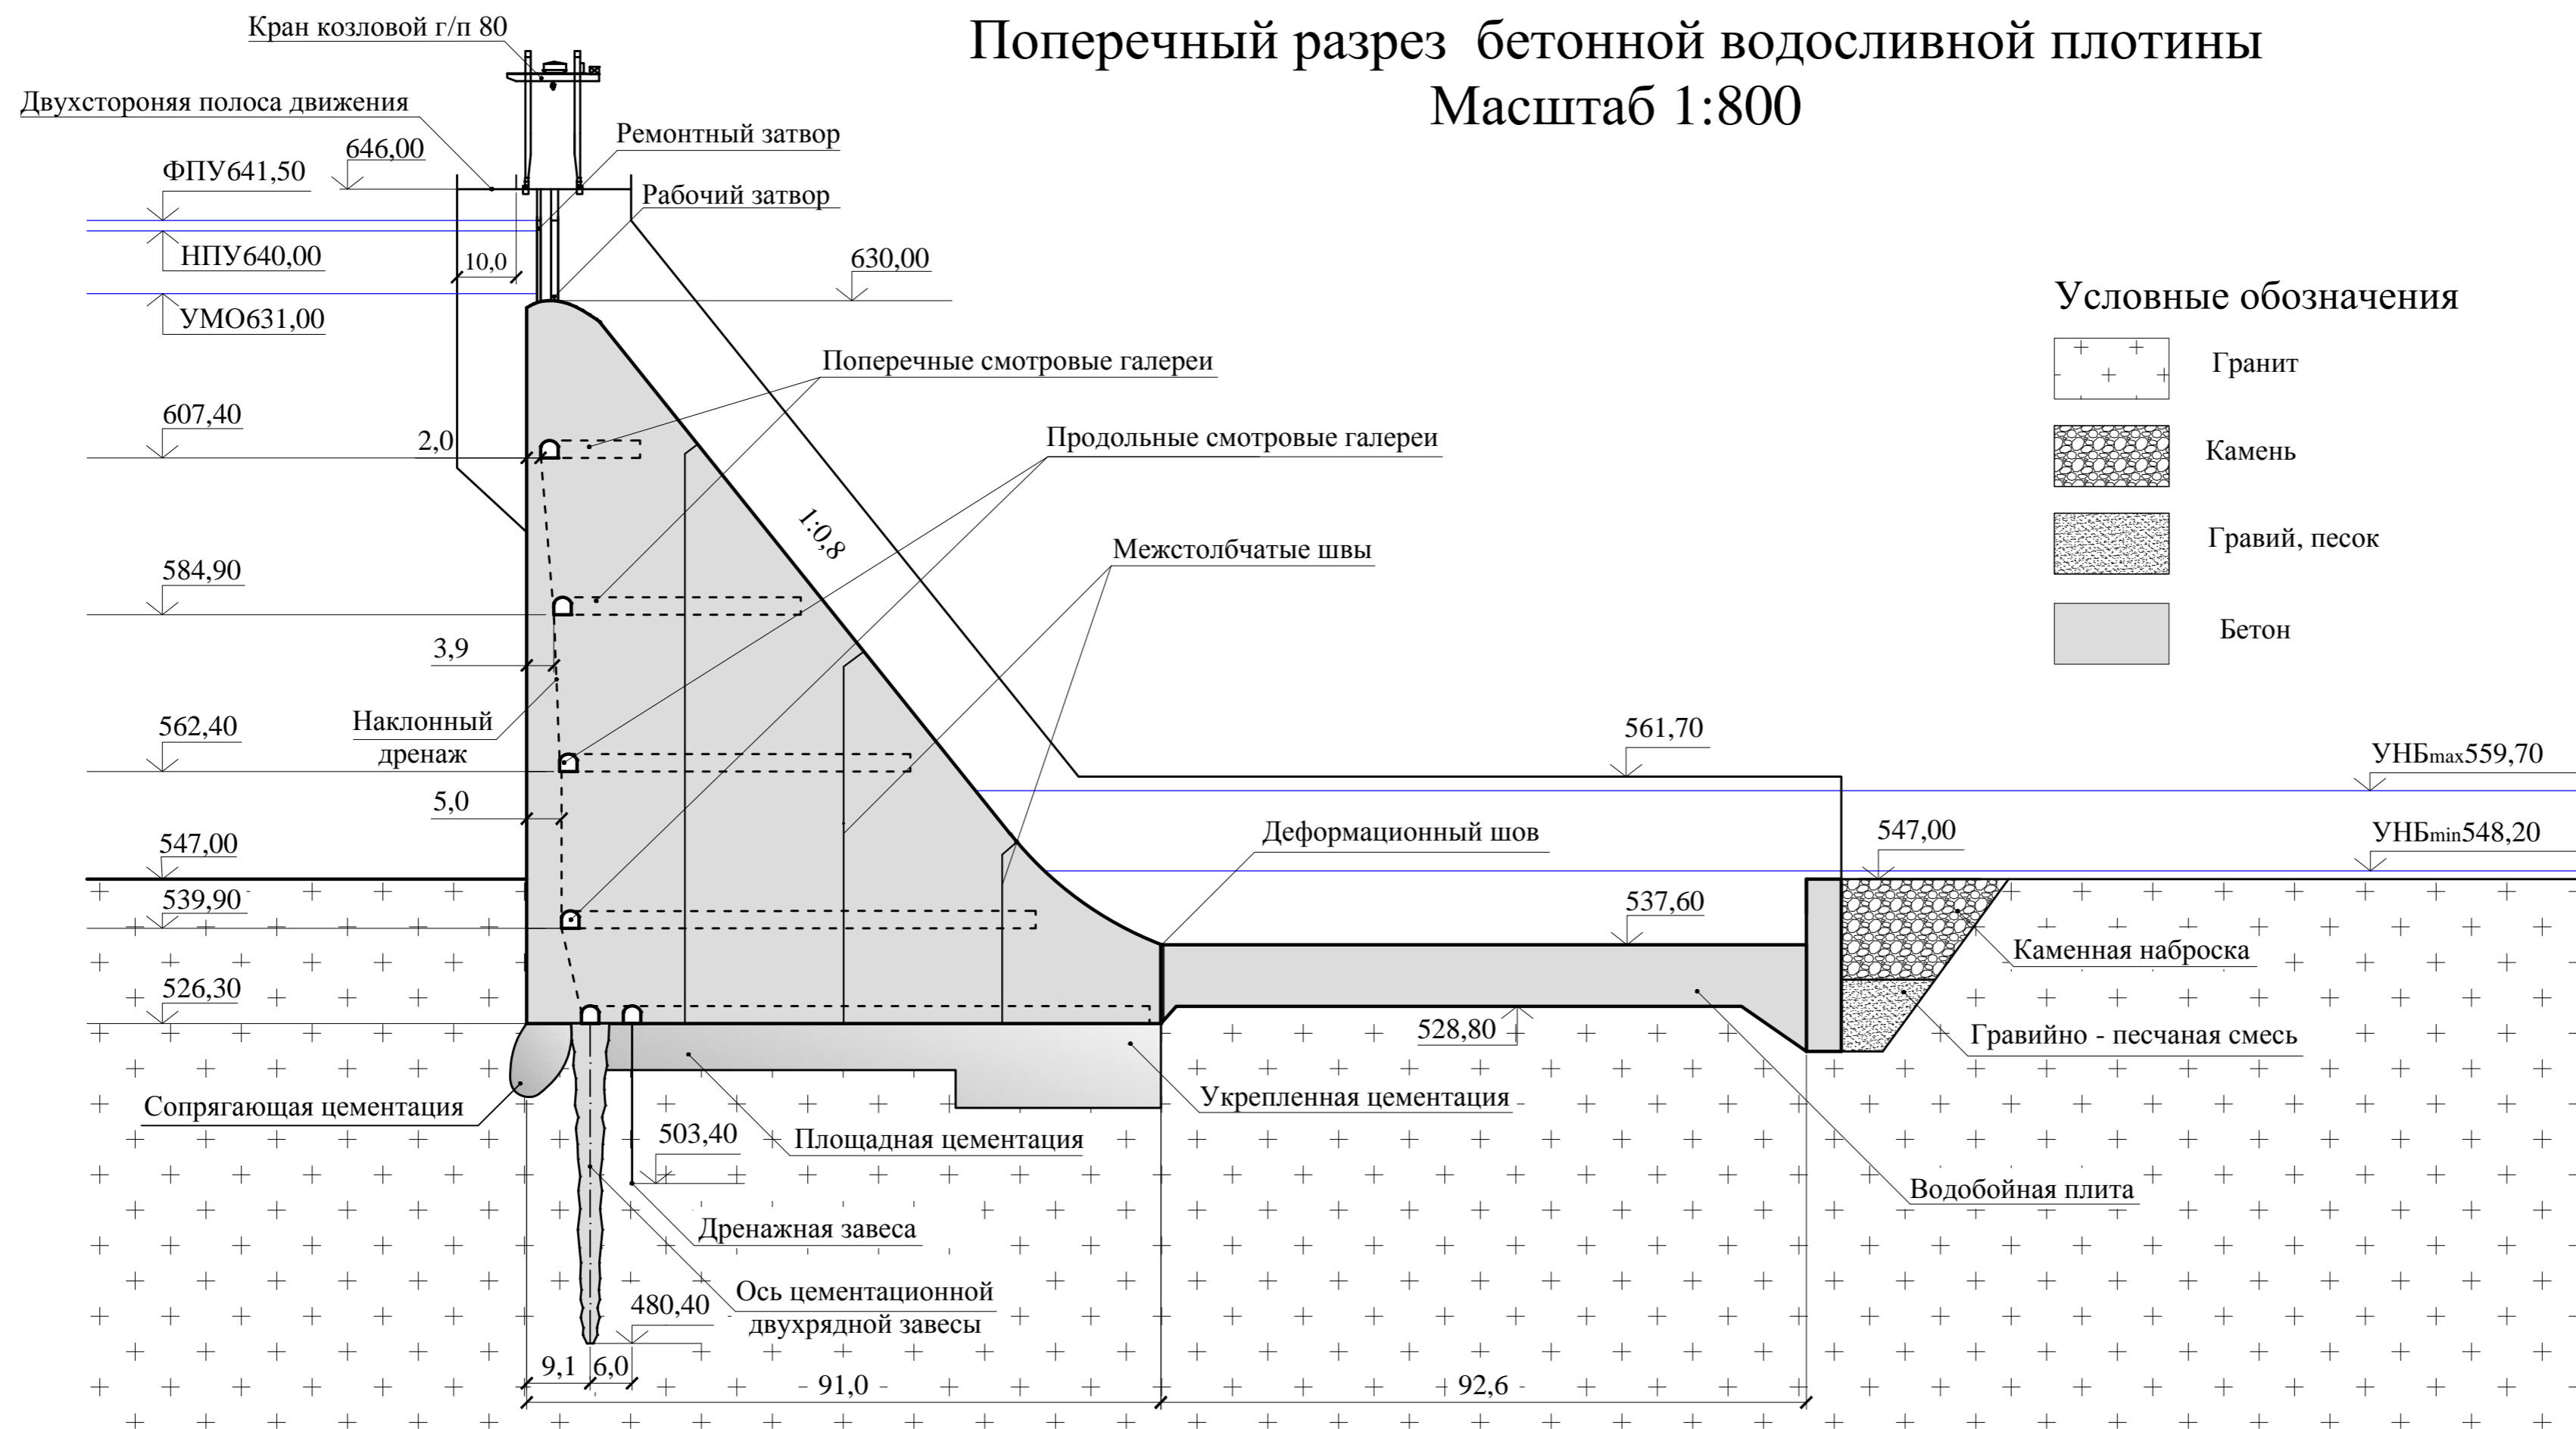 Поперечный разрез бетонной водосливной плотины
Масштаб 1:800
Кран козловой г/п 80
Двухстороняя полоса движения
646,00
Ремонтный затвор
ФПУ641,50
Рабочий затвор
НПУ640,00
10,0
630,00
УМО631,00
Условные обозначения
Гранит
Камень
Гравий, песок
Бетон
Поперечные смотровые галереи
607,40
2,0
Продольные смотровые галереи
1:0,8
Межстолбчатые швы
584,90
3,9
Наклонный
дренаж
562,40
561,70
УНБmax559,70
5,0
547,00
Деформационный шов
547,00
УНБmin548,20
539,90
537,60
Каменная наброска
526,30
528,80
Гравийно - песчаная смесь
Сопрягающая цементация
Укрепленная цементация
503,40
Площадная цементация
Водобойная плита
Дренажная завеса
Ось цементационной
двухрядной завесы
480,40
9,1
6,0
91,0
92,6